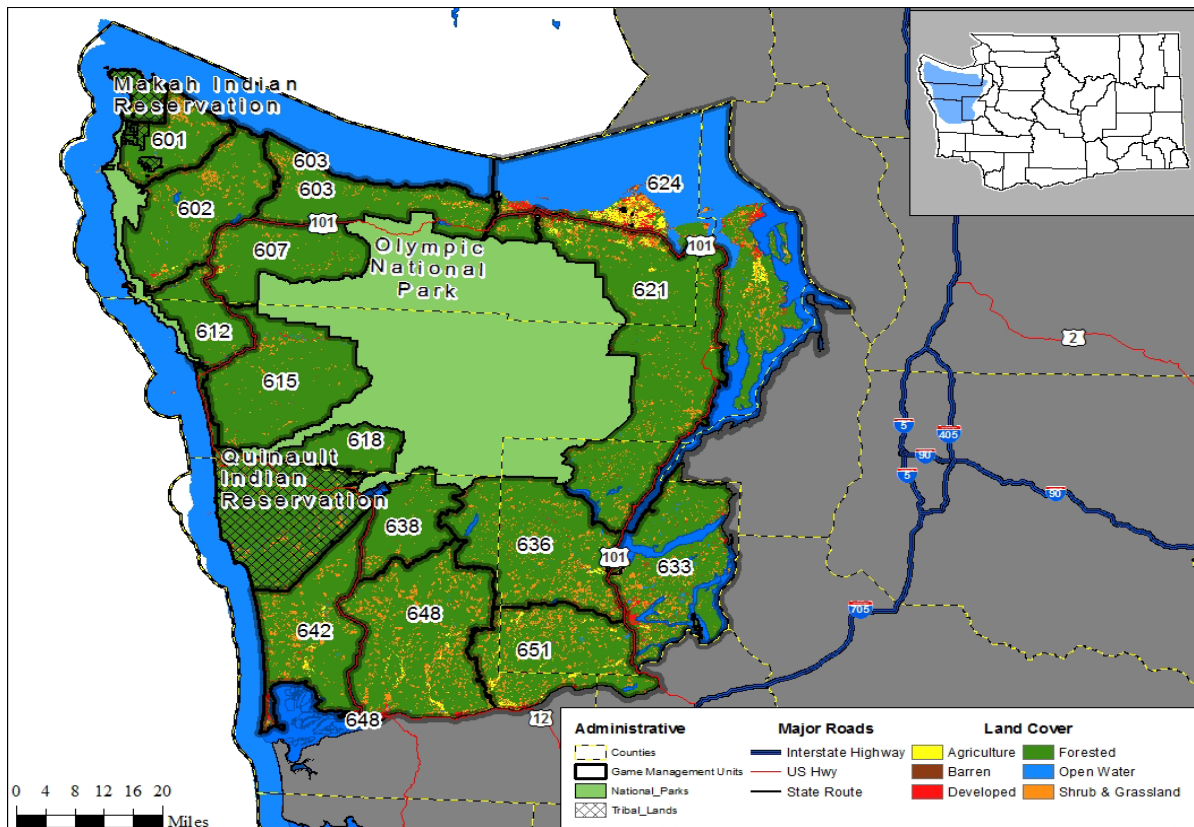 Makah Indian
Reservation
601
603
603
624
602
101
101
607
Olympic
National
Park
621
612
2
615
5
405
618
90
5
Quinault
Indian
Reservation
90
638
636
101
633
705
648
642
651
648
12
Administrative
Counties
Game Management Units
National_Parks
Tribal_Lands
Major Roads
Interstate Highway
US Hwy
State Route
Land Cover
Agriculture
Barren
Developed
Forested
Open Water
Shrub & Grassland
0 4 8 12 16 20
Miles